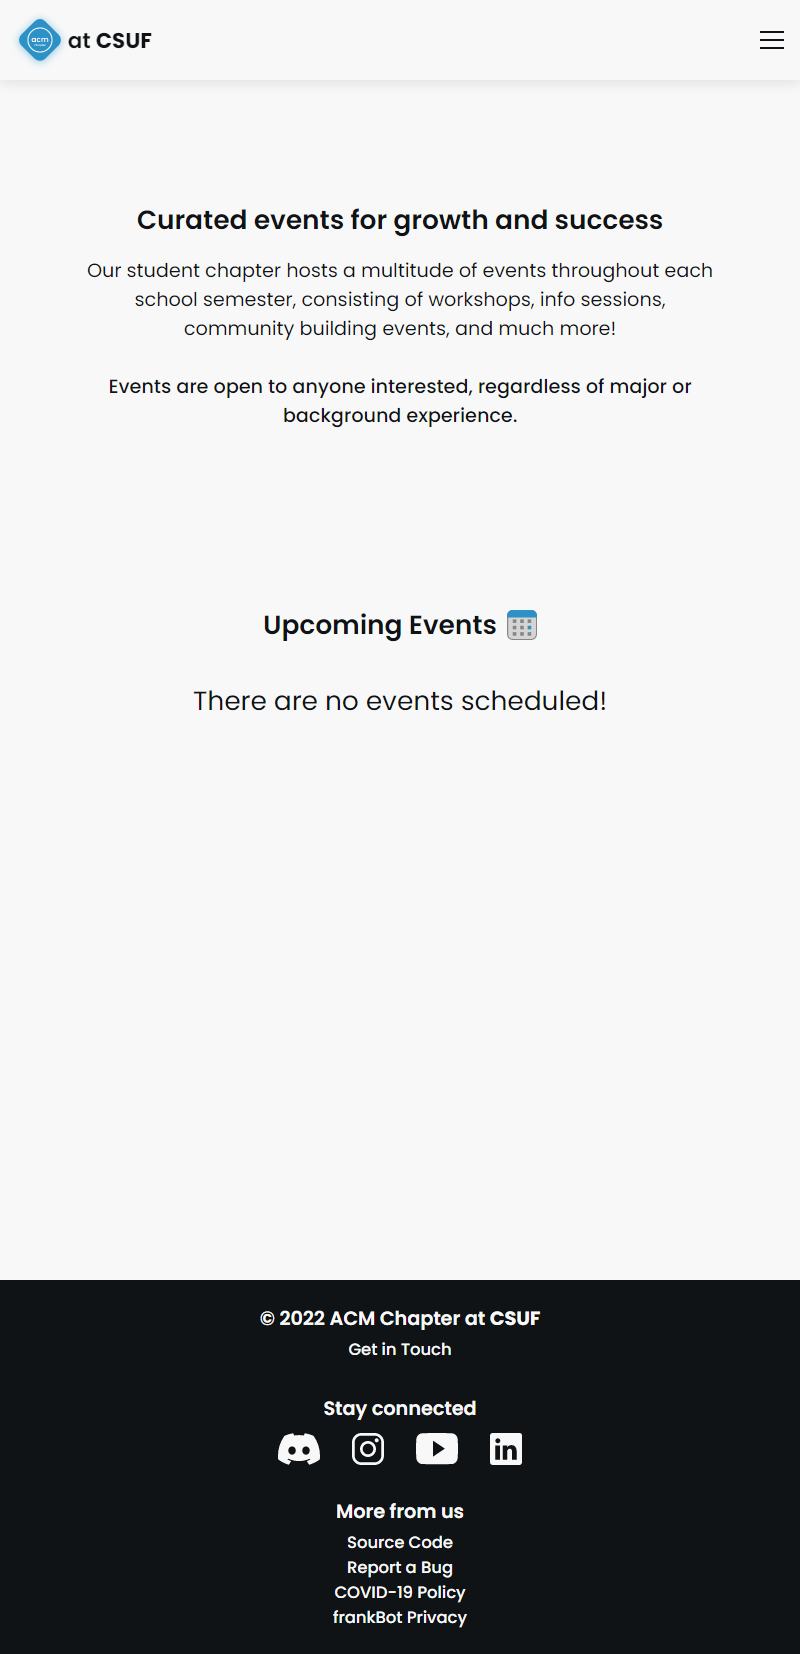 acm
at CSUF
Curated events for growth and success
Our student chapter hosts a multitude of events throughout each
school semester, consisting of workshops, info sessions,
community building events, and much more!
Events are open to anyone interested, regardless of major or
background experience.
Upcoming Events
There are no events scheduled!
© 2022 ACM Chapter at CSUF
Get in Touch
Stay connected
in
More from us
Source Code
Report a Bug
COVID-19 Policy
frankBot Privacy